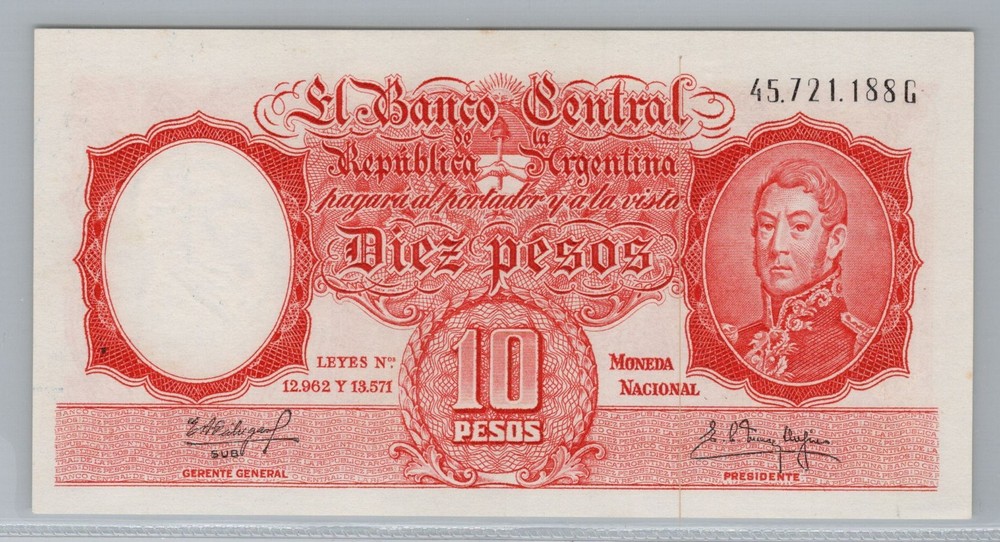 45.721.188G
El Banco Central
de la
República Argentina
pagará al portador y a la vista
Diez pesos
LEYES Nos.
12.962 Y 13.571
10
PESOS
MONEDA
NACIONAL
SUB
GERENTE GENERAL
PRESIDENTE